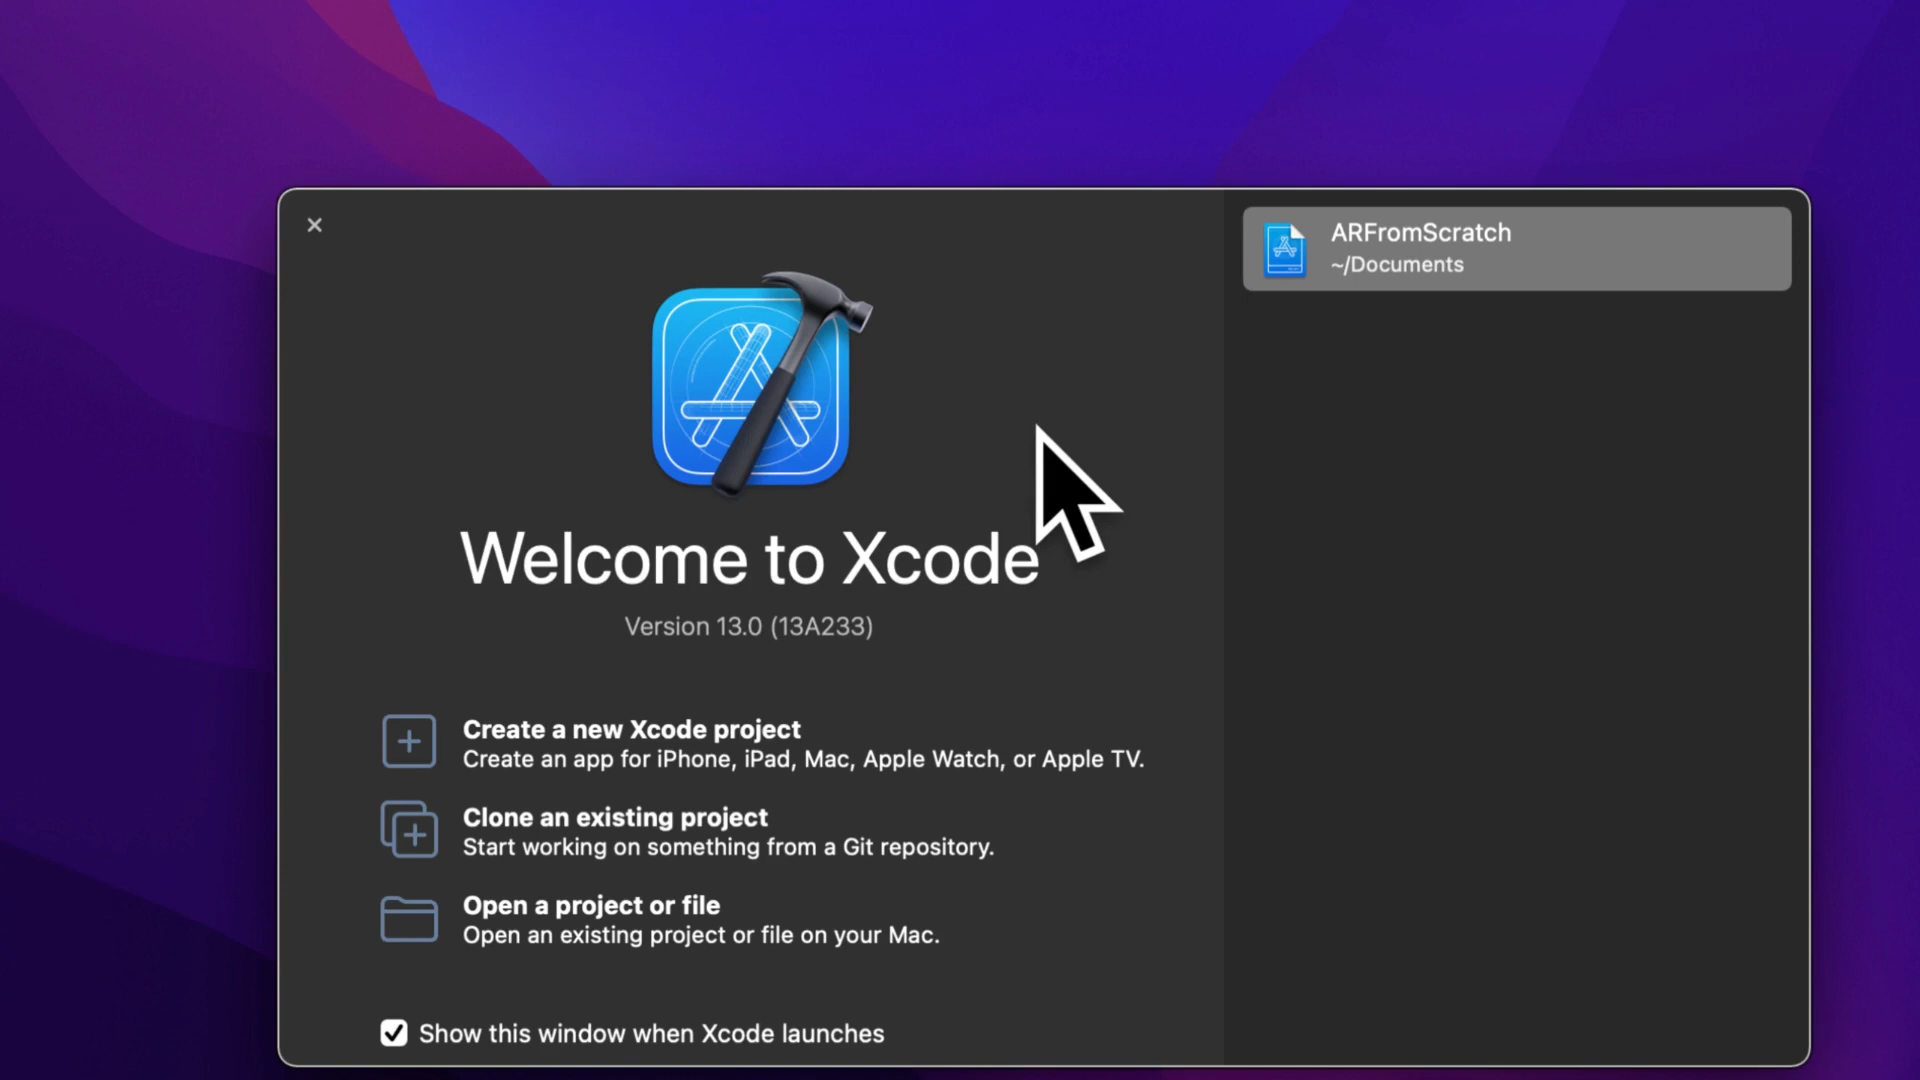 ARFromScratch
~/Documents
Welcome to Xcode
Version 13.0 (13A233)
Create a new Xcode project
Create an app for iPhone, iPad, Mac, Apple Watch, or Apple TV.
Clone an existing project
Start working on something from a Git repository.
Open a project or file
Open an existing project or file on your Mac.
Show this window when Xcode launches